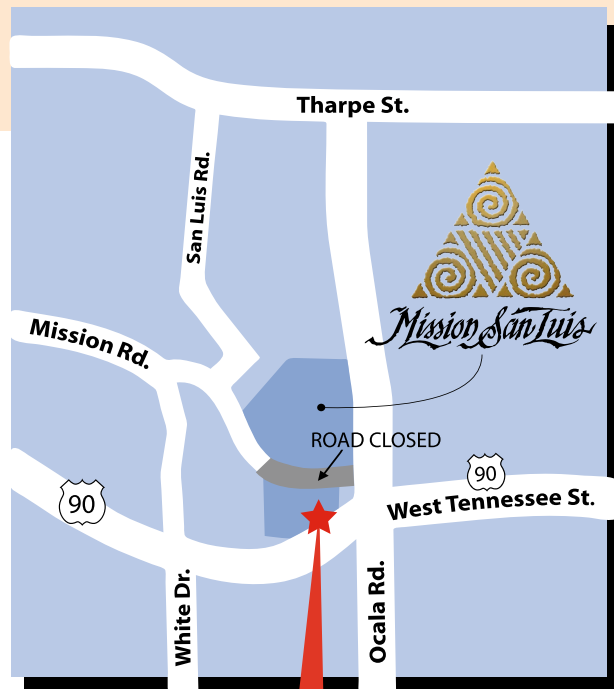 Tharpe St.
San Luis Rd.
Mission San Luis
Mission Rd.
ROAD CLOSED
90
90
West Tennessee St.
White Dr.
Ocala Rd.